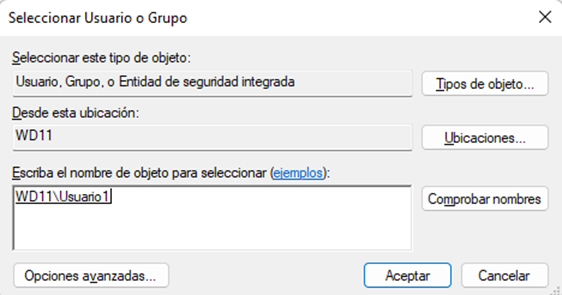 Seleccionar Usuario o Grupo
Seleccionar este tipo de objeto:
Usuario, Grupo, o Entidad de seguridad integrada
Tipos de objeto...
Desde esta ubicación:
WD11
Ubicaciones...
Escriba el nombre de objeto para seleccionar (ejemplos):
WD11\Usuario1
Comprobar nombres
Opciones avanzadas...
Aceptar
Cancelar